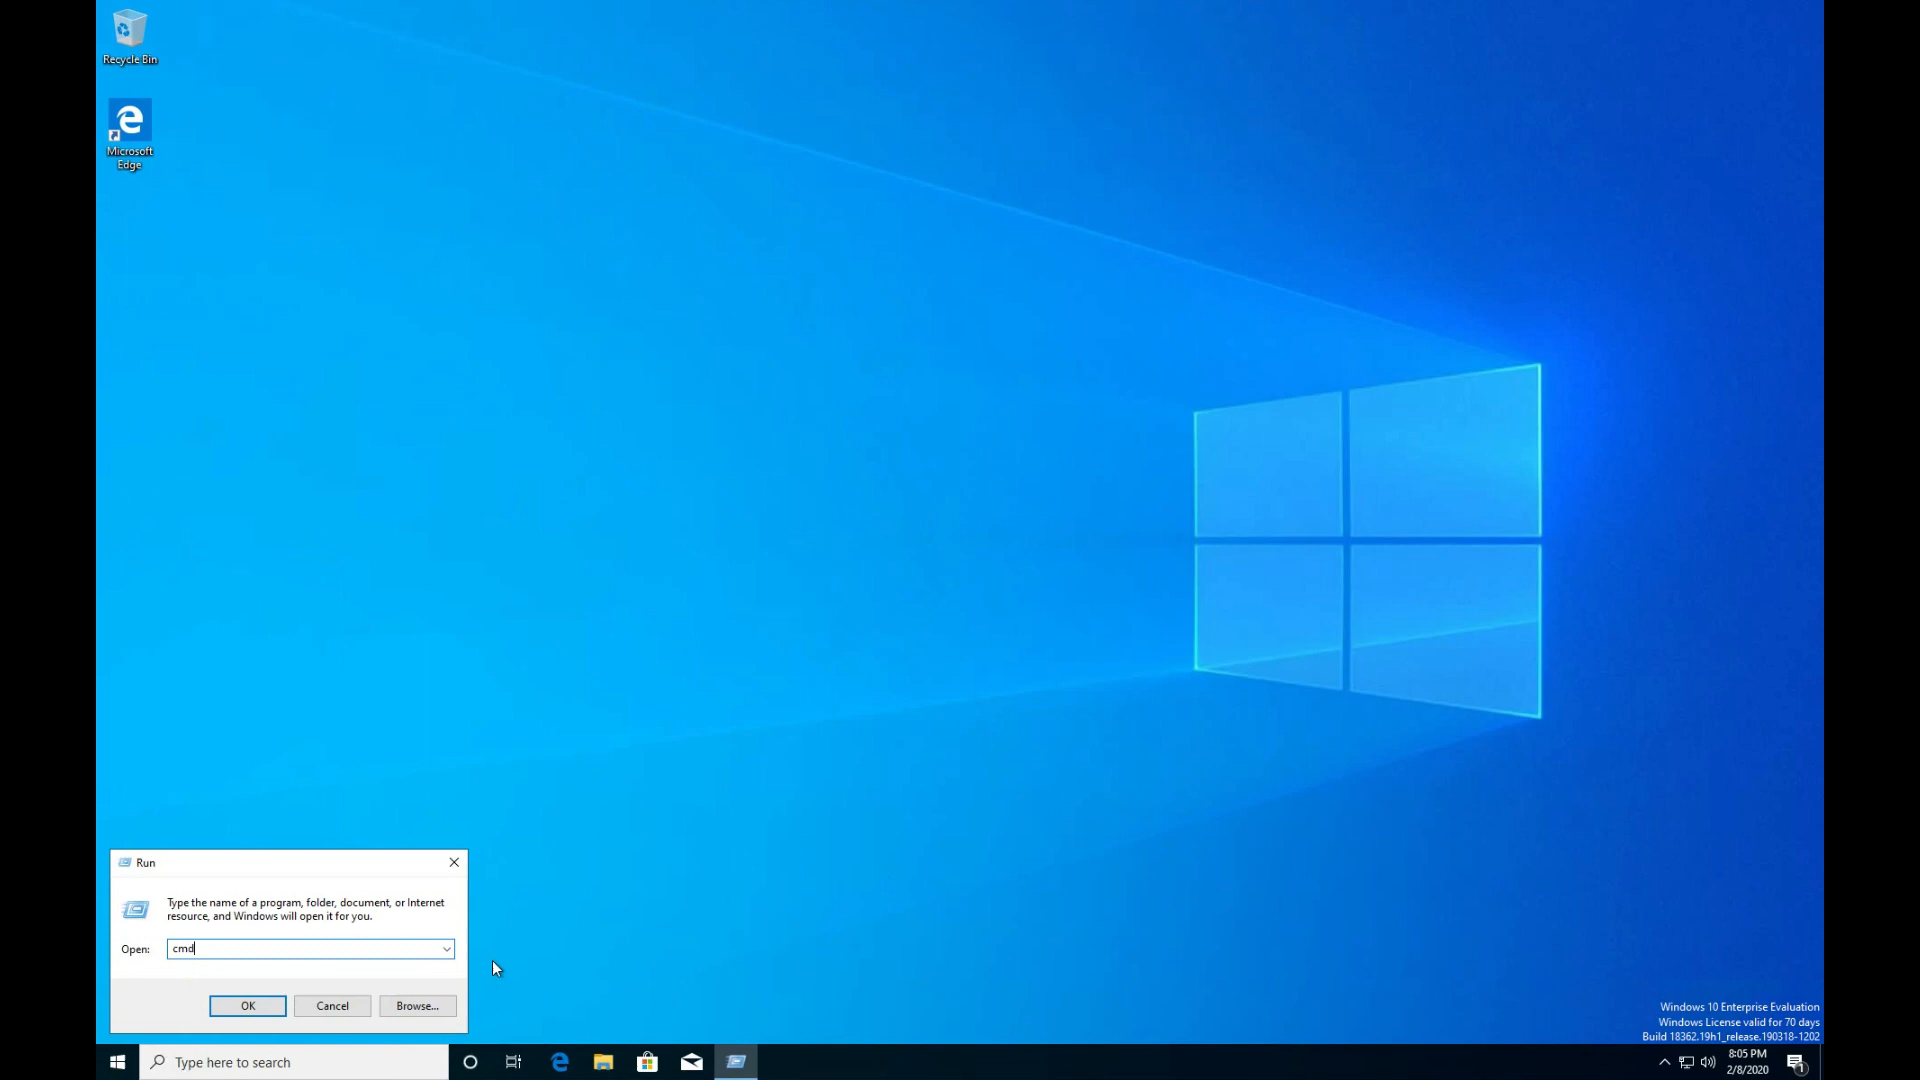 Recycle Bin
Microsoft
Edge
Run
Type the name of a program, folder, document, or Internet
resource, and Windows will open it for you.
Open:
cmd
OK
Cancel
Browse...
Windows 10 Enterprise Evaluation
Windows License valid for 70 days
Build 18362.19h1_release.190318-1202
Type here to search
8:05 PM
2/8/2020
1